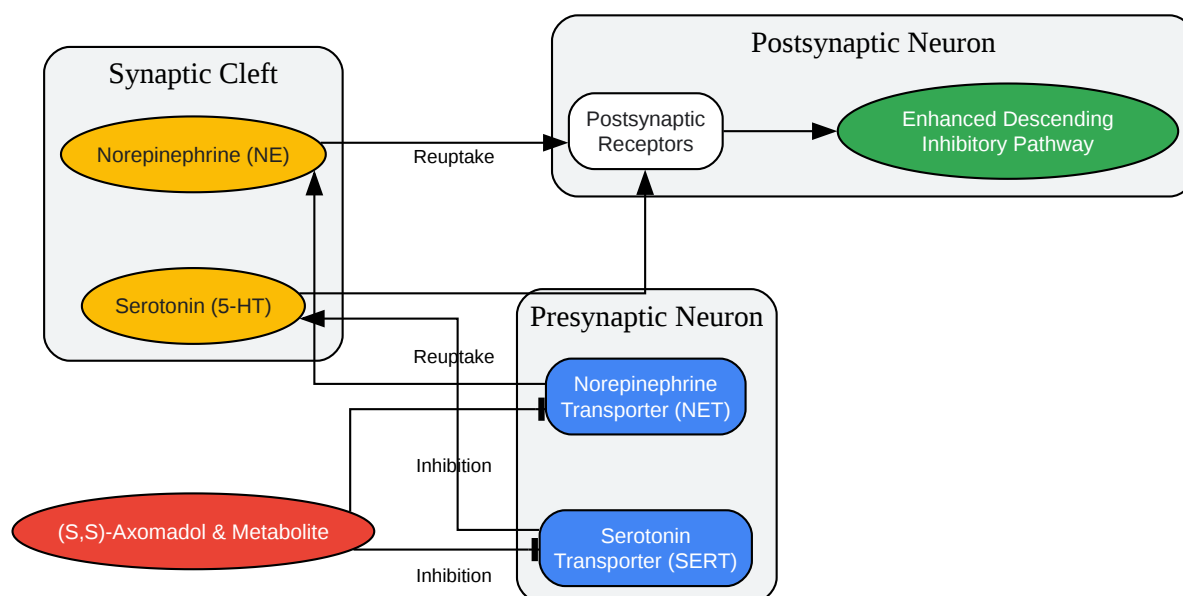 Postsynaptic Neuron
Synaptic Cleft
Postsynaptic
Receptors
Enhanced Descending
Inhibitory Pathway
Norepinephrine (NE)
Reuptake
Serotonin (5-HT)
Presynaptic Neuron
Reuptake
Norepinephrine
Transporter (NET)
Inhibition
(S,S)-Axomadol & Metabolite
Serotonin
Transporter (SERT)
Inhibition